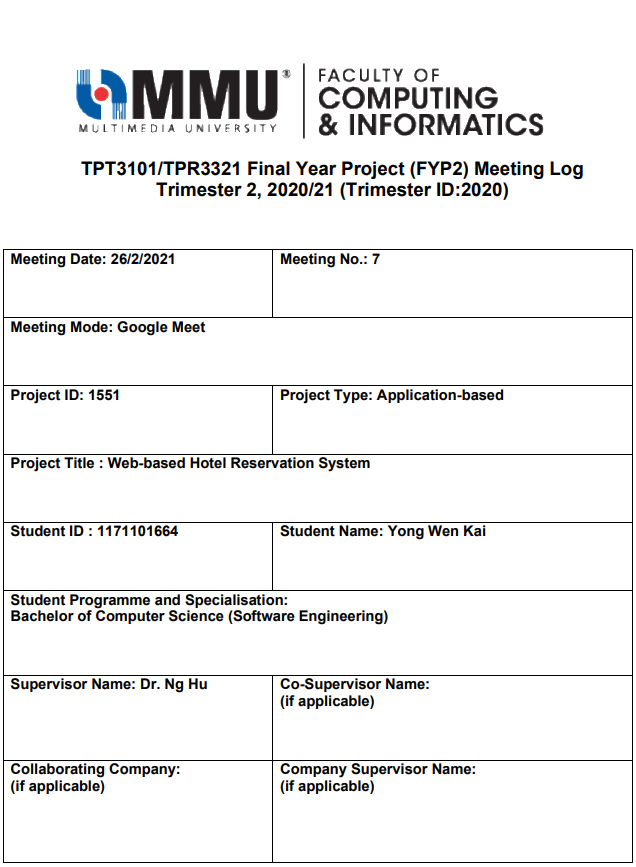 MMU®
MULTIMEDIA UNIVERSITY
FACULTY OF
COMPUTING
& INFORMATICS
TPT3101/TPR3321 Final Year Project (FYP2) Meeting Log
Trimester 2, 2020/21 (Trimester ID:2020)
Meeting Date: 26/2/2021
Meeting No.: 7
Meeting Mode: Google Meet
Project ID: 1551
Project Type: Application-based
Project Title : Web-based Hotel Reservation System
Student ID : 1171101664
Student Name: Yong Wen Kai
Student Programme and Specialisation:
Bachelor of Computer Science (Software Engineering)
Supervisor Name: Dr. Ng Hu
Co-Supervisor Name:
(if applicable)
Collaborating Company:
(if applicable)
Company Supervisor Name:
(if applicable)